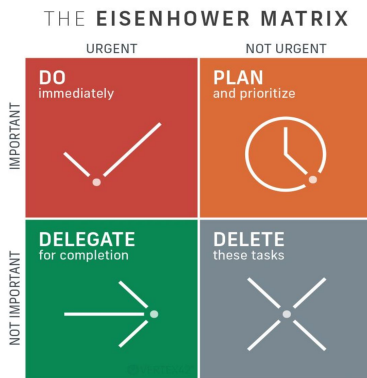 THE EISENHOWER MATRIX
URGENT
NOT URGENT
IMPORTANT
DO
immediately
PLAN
and prioritize
NOT IMPORTANT
DELEGATE
for completion
DELETE
these tasks